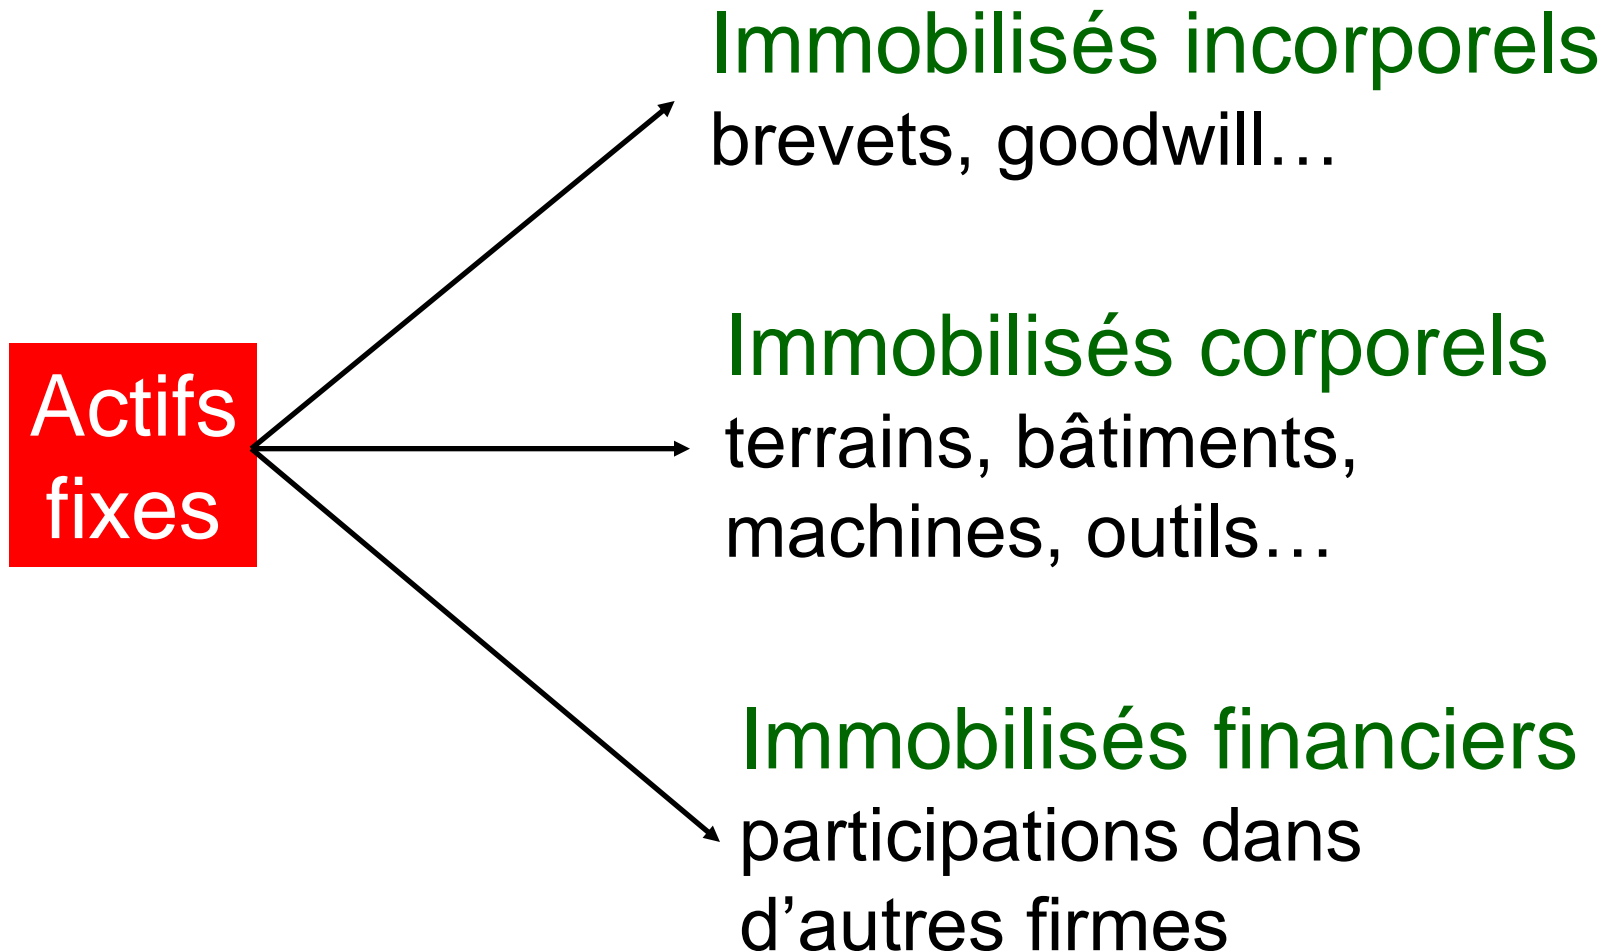 Immobilisés incorporels
brevets, goodwill…
Actifs
fixes
Immobilisés corporels
terrains, bâtiments,
machines, outils…
Immobilisés financiers
participations dans
d’autres firmes